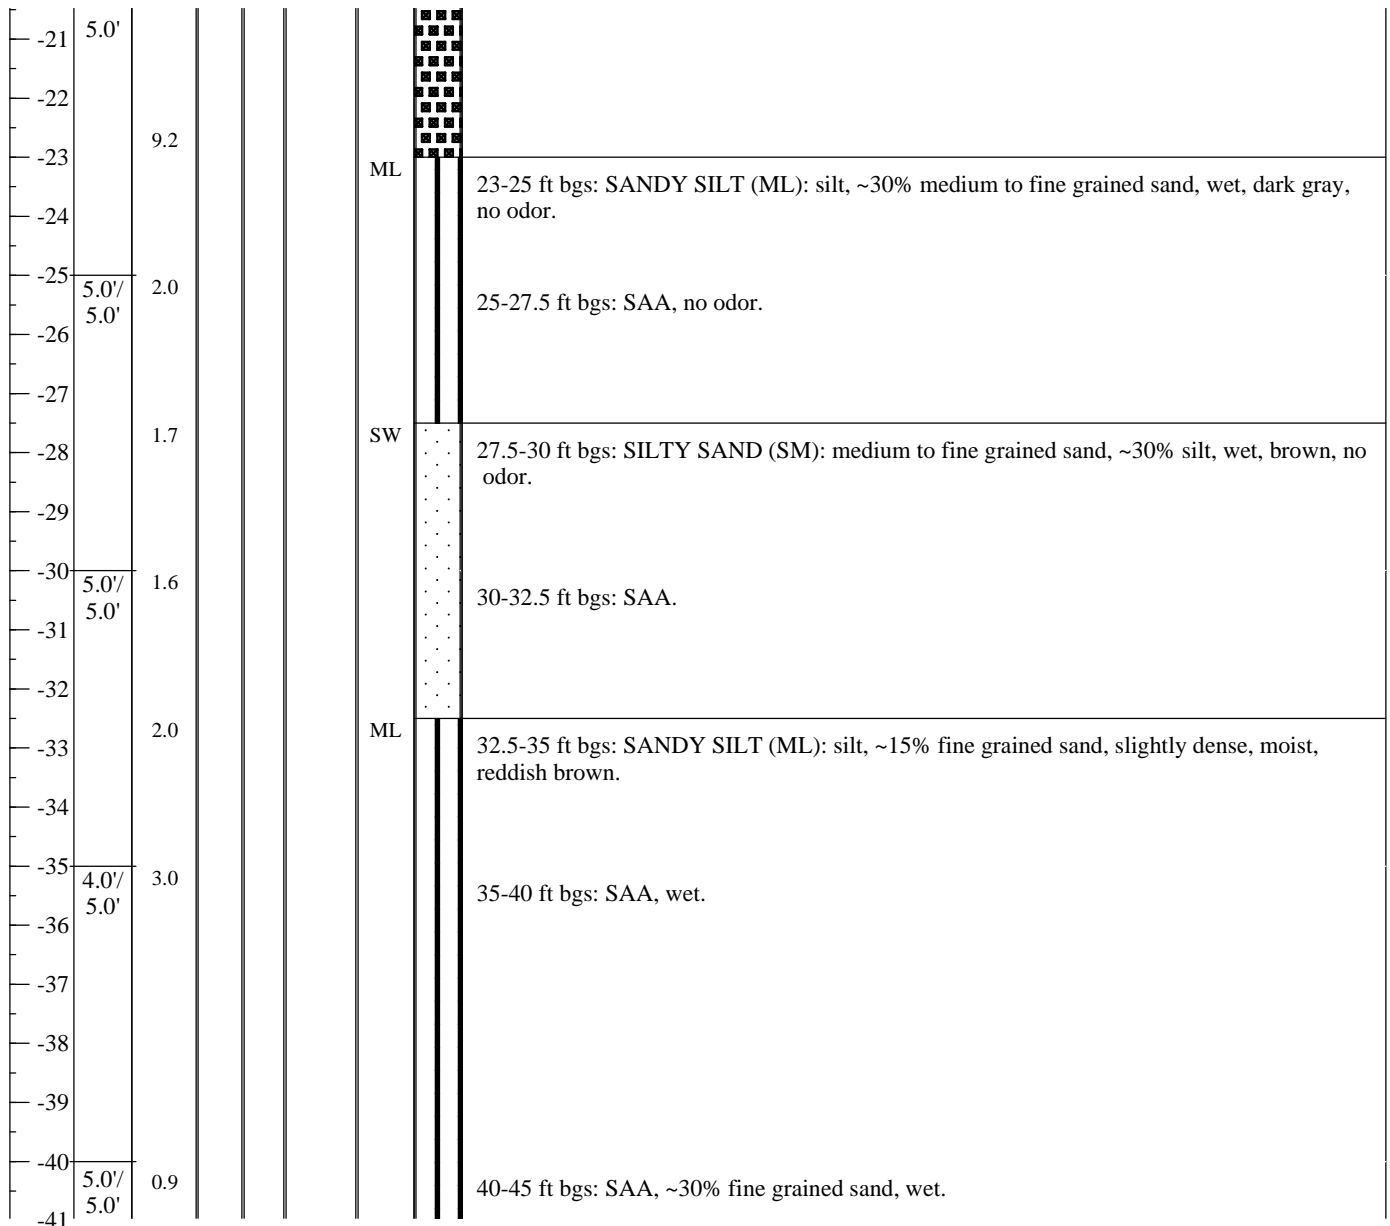 5.0'
-21
-22
9.2
-23
ML
23-25 ft bgs: SANDY SILT (ML): silt, ~30% medium to fine grained sand, wet, dark gray,
no odor.
-24
-25
5.0'/
2.0
5.0'
25-27.5 ft bgs: SAA, no odor.
-26
-27
1.7
SW
27.5-30 ft bgs: SILTY SAND (SM): medium to fine grained sand, ~30% silt, wet, brown, no
odor.
-28
-29
-30
5.0'/
1.6
5.0'
30-32.5 ft bgs: SAA.
-31
-32
2.0
ML
32.5-35 ft bgs: SANDY SILT (ML): silt, ~15% fine grained sand, slightly dense, moist,
reddish brown.
-33
-34
-35
4.0'/
3.0
5.0'
35-40 ft bgs: SAA, wet.
-36
-37
-38
-39
-40
5.0'/
0.9
5.0'
40-45 ft bgs: SAA, ~30% fine grained sand, wet.
-41